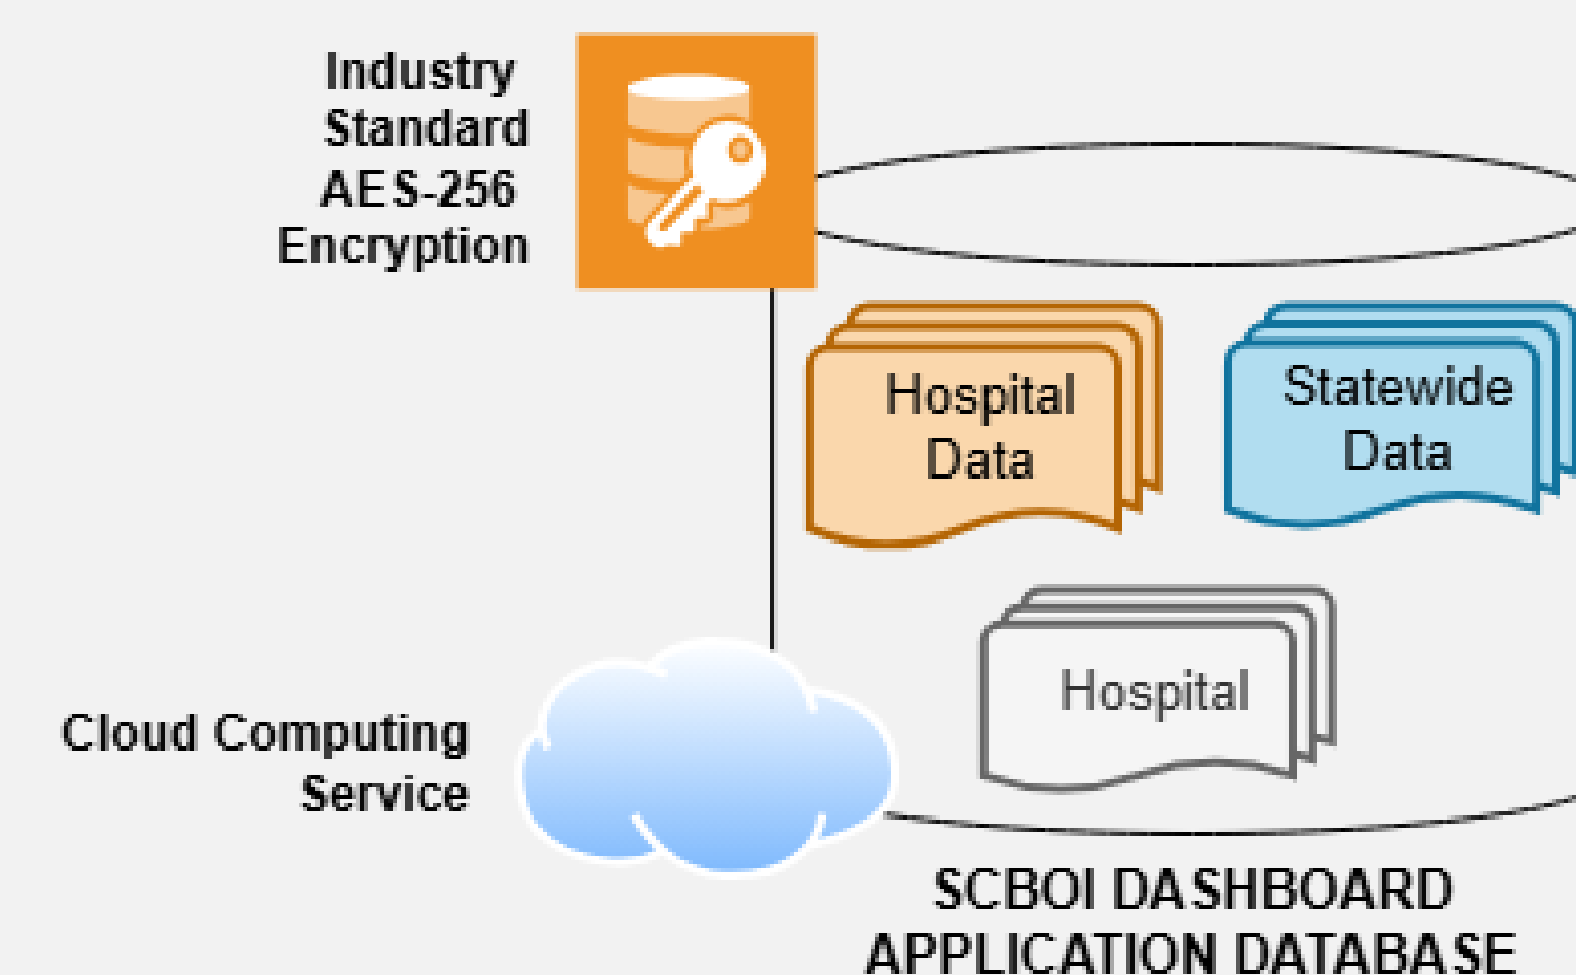 Industry
Standard
AES-256
Encryption
Hospital
Data
Statewide
Data
Hospital
Cloud Computing
Service
SCBOI DASHBOARD
APPLICATION DATABASE